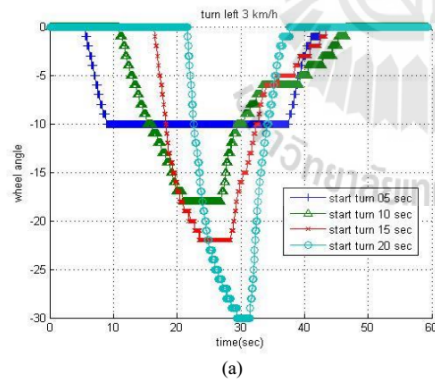 turn left 3 km/h
0
-5
-10
-15
-20
-25
-30
wheel angle
0
10
20
30
40
50
60
time(sec)
start turn 05 sec
start turn 10 sec
start turn 15 sec
start turn 20 sec
(a)